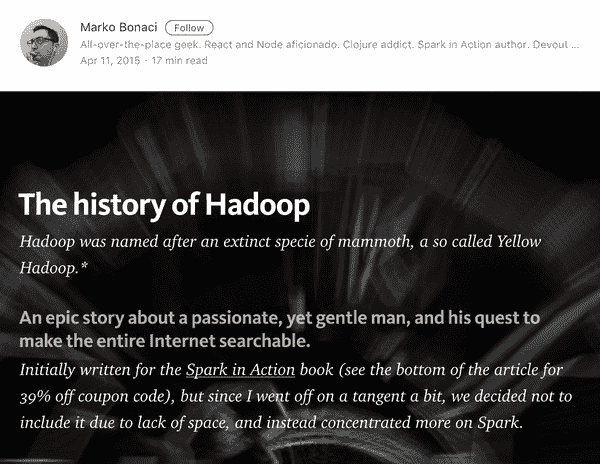 Marko Bonaci Follow
All-over-the-place geek. React and Node aficionado. Clojure addict. Spark in Action author. Devout ...
Apr 11, 2015 · 17 min read
The history of Hadoop
Hadoop was named after an extinct specie of mammoth, a so called Yellow
Hadoop.*
An epic story about a passionate, yet gentle man, and his quest to
make the entire Internet searchable.
Initially written for the Spark in Action book (see the bottom of the article for
39% off coupon code), but since I went off on a tangent a bit, we decided not to
include it due to lack of space, and instead concentrated more on Spark.